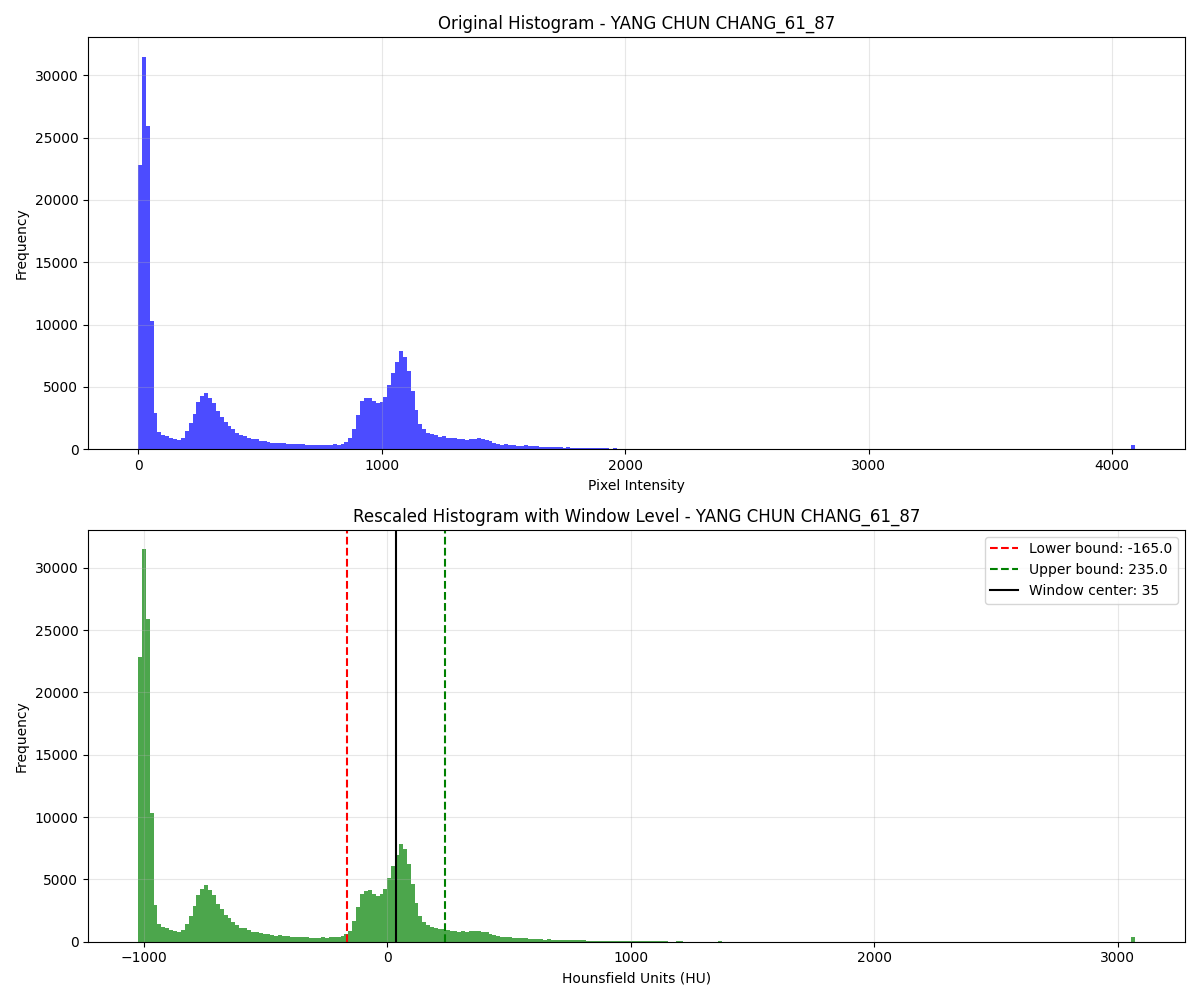 Original Histogram - YANG CHUN CHANG_61_87
Frequency
30000
25000
20000
15000
10000
5000
0
0 1000 2000 3000 4000
Pixel Intensity
Rescaled Histogram with Window Level - YANG CHUN CHANG_61_87
Frequency
30000
25000
20000
15000
10000
5000
0
Lower bound: -165.0
Upper bound: 235.0
Window center: 35
−1000 0 1000 2000 3000
Hounsfield Units (HU)